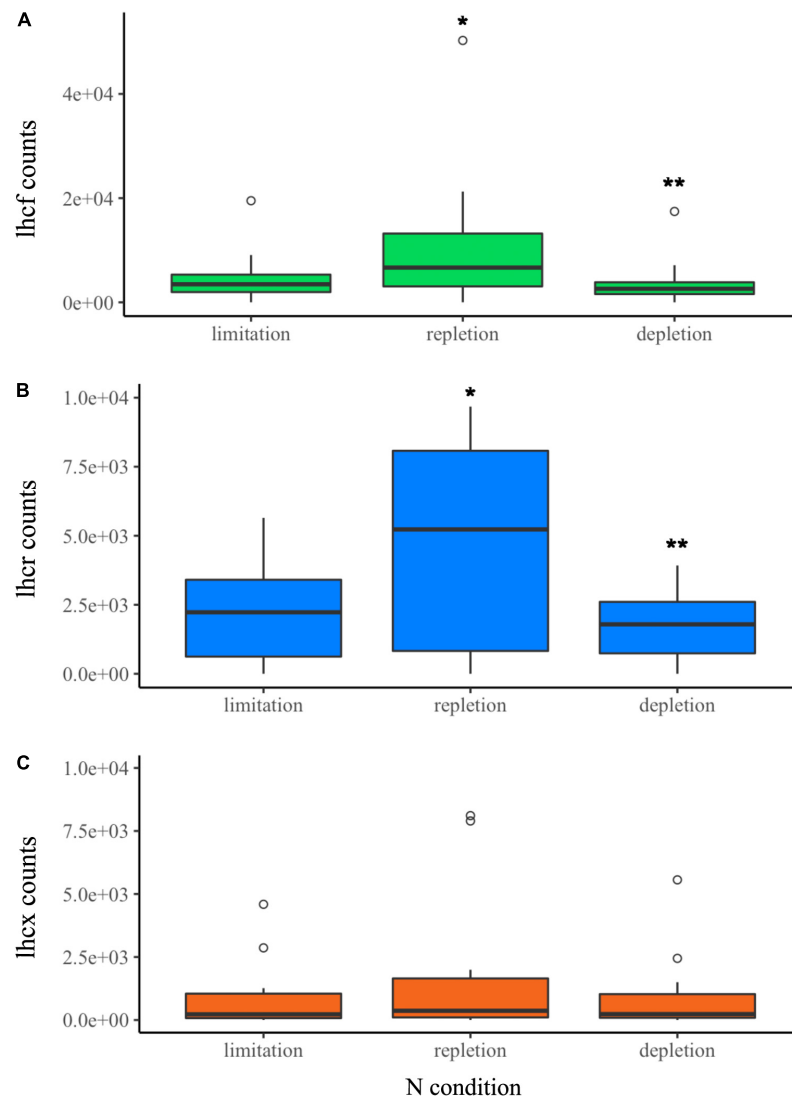 A
lhcf counts
4e+04
2e+04
0e+00
*
**
limitation repletion depletion
B
lhcr counts
1.0e+04
7.5e+03
5.0e+03
2.5e+03
0.0e+00
*
**
limitation repletion depletion
C
lhcx counts
1.0e+04
7.5e+03
5.0e+03
2.5e+03
0.0e+00
limitation repletion depletion
N condition